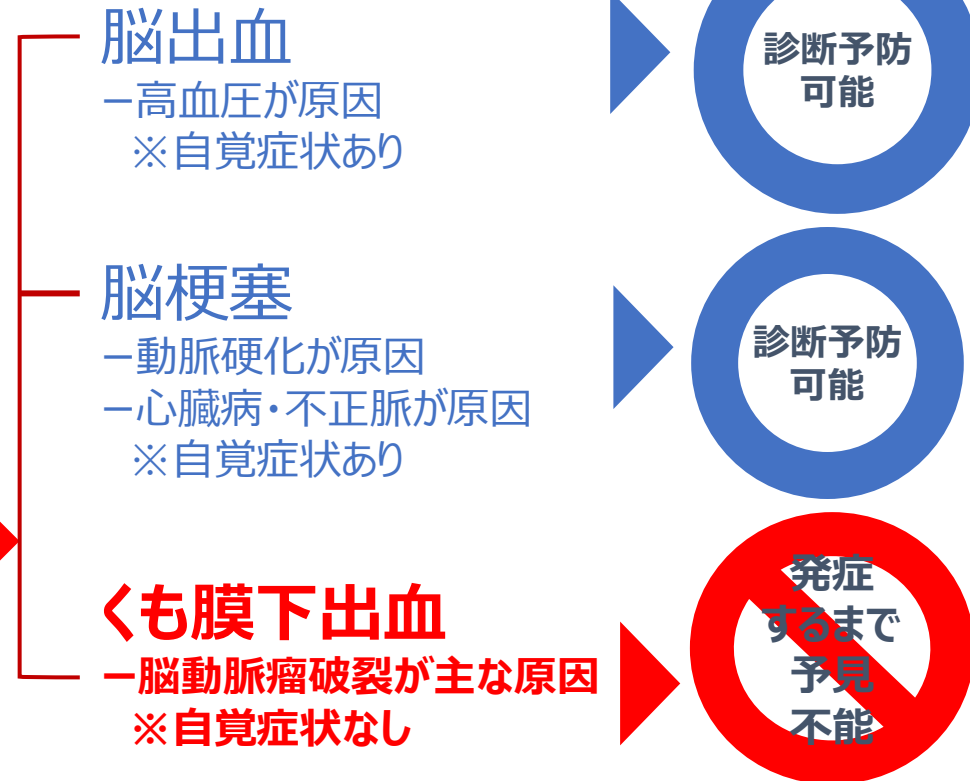 脳出血
－高血圧が原因
※自覚症状あり
診断予防
可能
脳梗塞
－動脈硬化が原因
－心臓病・不正脈が原因
※自覚症状あり
診断予防
可能
くも膜下出血
－脳動脈瘤破裂が主な原因
※自覚症状なし
発症
するまで
予見
不能